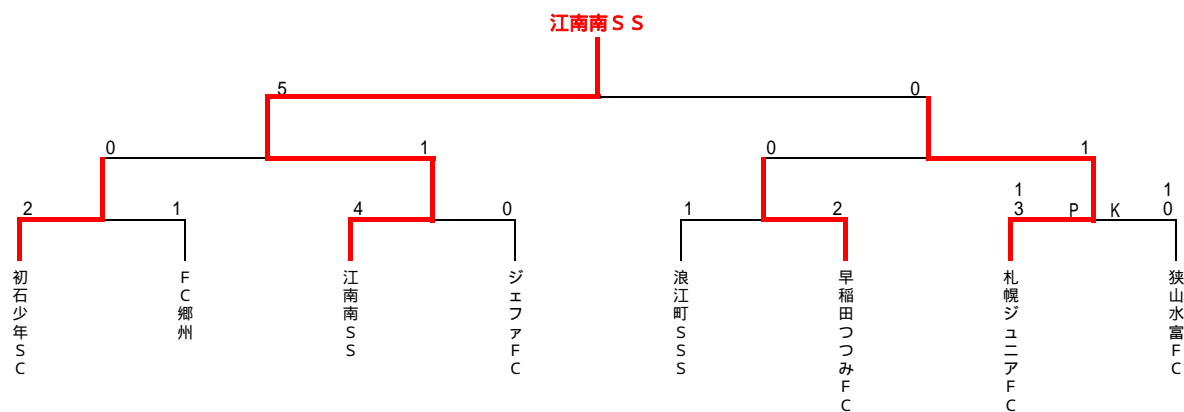 江南南ＳＳ
5 0
0 1 0 1
1 1
2 1 4 0 1 2 3 ＰＫ 0
初石少年ＳＣ
ＦＣ郷州
江南南ＳＳ
ジェファＦＣ
浪江町ＳＳＳ
早稲田つつみＦＣ
札幌ジュニアＦＣ
狭山水富ＦＣ